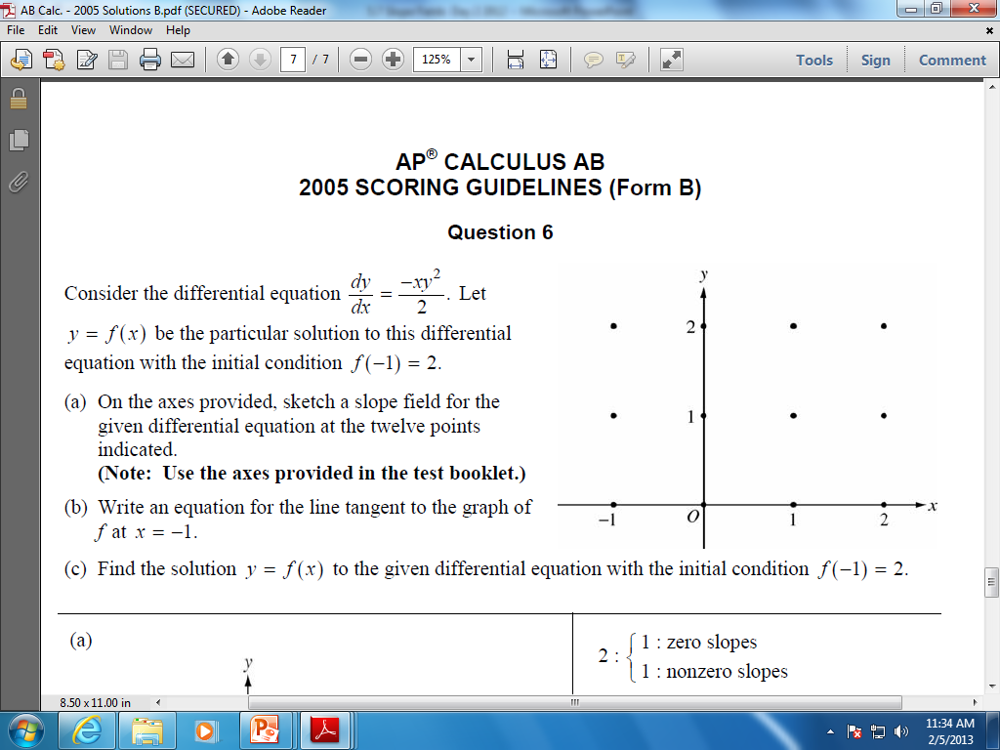 AB Calc. - 2005 Solutions B.pdf (SECURED) - Adobe Reader
File Edit View Window Help
7 / 7 125% Tools Sign Comment
AP® CALCULUS AB
2005 SCORING GUIDELINES (Form B)
Question 6
Consider the differential equation dy/dx = -xy²/2. Let
y = f(x) be the particular solution to this differential
equation with the initial condition f(−1) = 2.
(a) On the axes provided, sketch a slope field for the
given differential equation at the twelve points
indicated.
(Note: Use the axes provided in the test booklet.)
(b) Write an equation for the line tangent to the graph of
f at x = −1.
y
2
1
−1 O 1 2 x
(c) Find the solution y = f(x) to the given differential equation with the initial condition f(−1) = 2.
(a)
y
2 : { 1 : zero slopes
1 : nonzero slopes
8.50 x 11.00 in
11:34 AM
2/5/2013